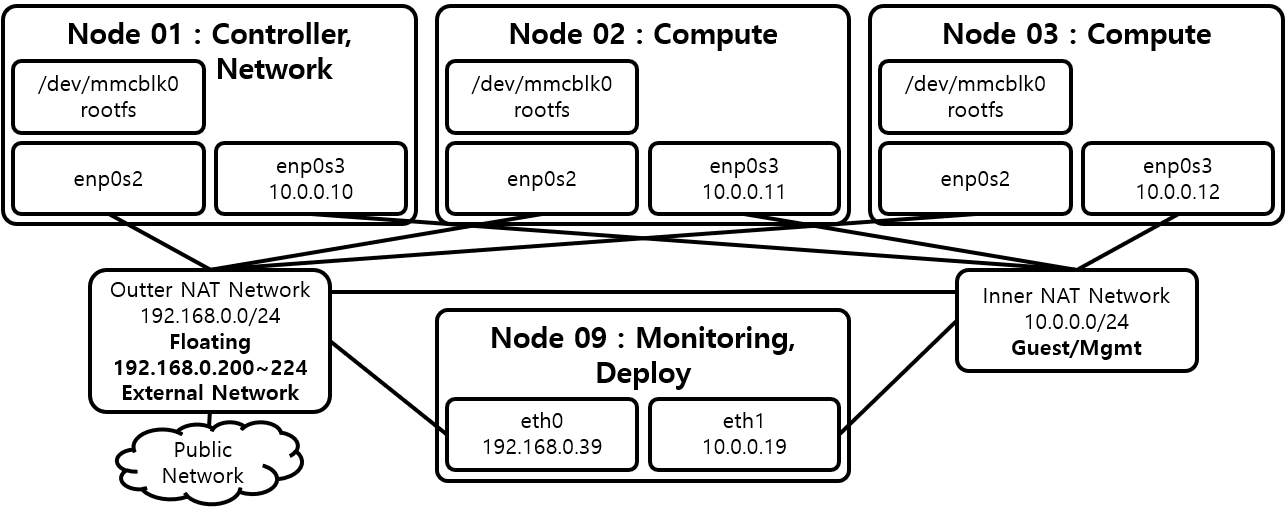 Node 01 : Controller,
Network
/dev/mmcblk0
rootfs
enp0s2
enp0s3
10.0.0.10
Node 02 : Compute
/dev/mmcblk0
rootfs
enp0s2
enp0s3
10.0.0.11
Node 03 : Compute
/dev/mmcblk0
rootfs
enp0s2
enp0s3
10.0.0.12
Outter NAT Network
192.168.0.0/24
Floating
192.168.0.200~224
External Network
Public
Network
Node 09 : Monitoring,
Deploy
eth0
192.168.0.39
eth1
10.0.0.19
Inner NAT Network
10.0.0.0/24
Guest/Mgmt